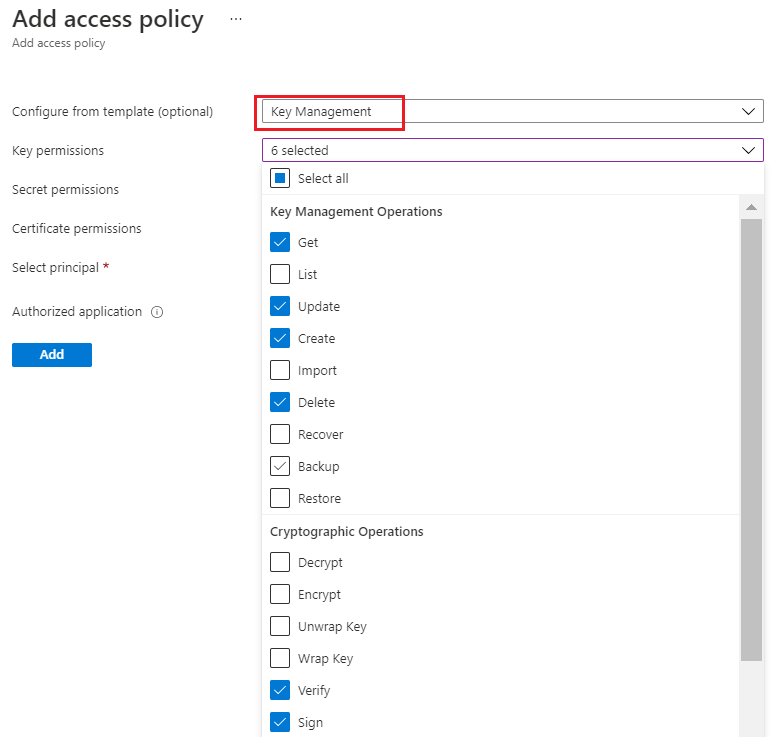 Add access policy ...
Add access policy
Configure from template (optional) Key Management
Key permissions 6 selected
Select all
Secret permissions
Key Management Operations
Certificate permissions
Get
Select principal *
List
Update
Authorized application
Create
Add
Import
Delete
Recover
Backup
Restore
Cryptographic Operations
Decrypt
Encrypt
Unwrap Key
Wrap Key
Verify
Sign